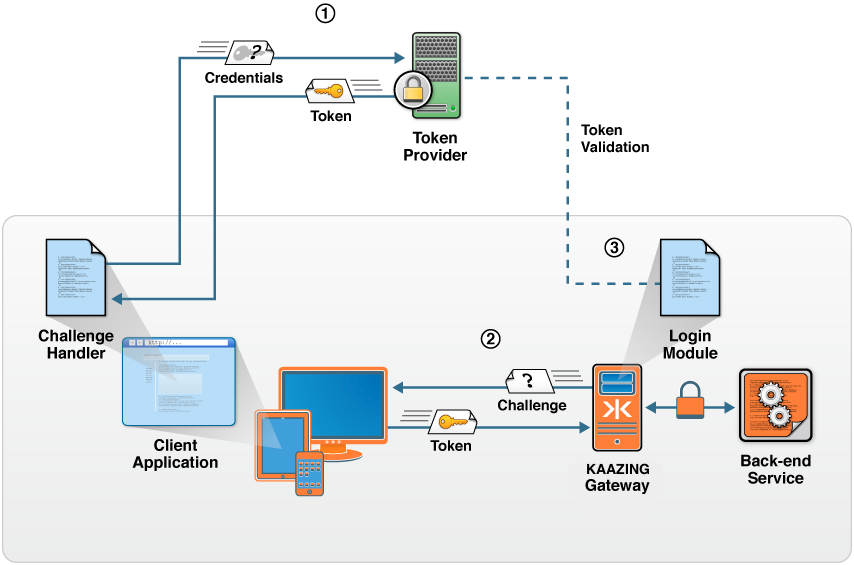 1
Credentials
Token
Token
Provider
Token
Validation
3
Challenge
Handler
Login
Module
2
http://...
Challenge
Token
Client
Application
KAAZING
Gateway
Back-end
Service